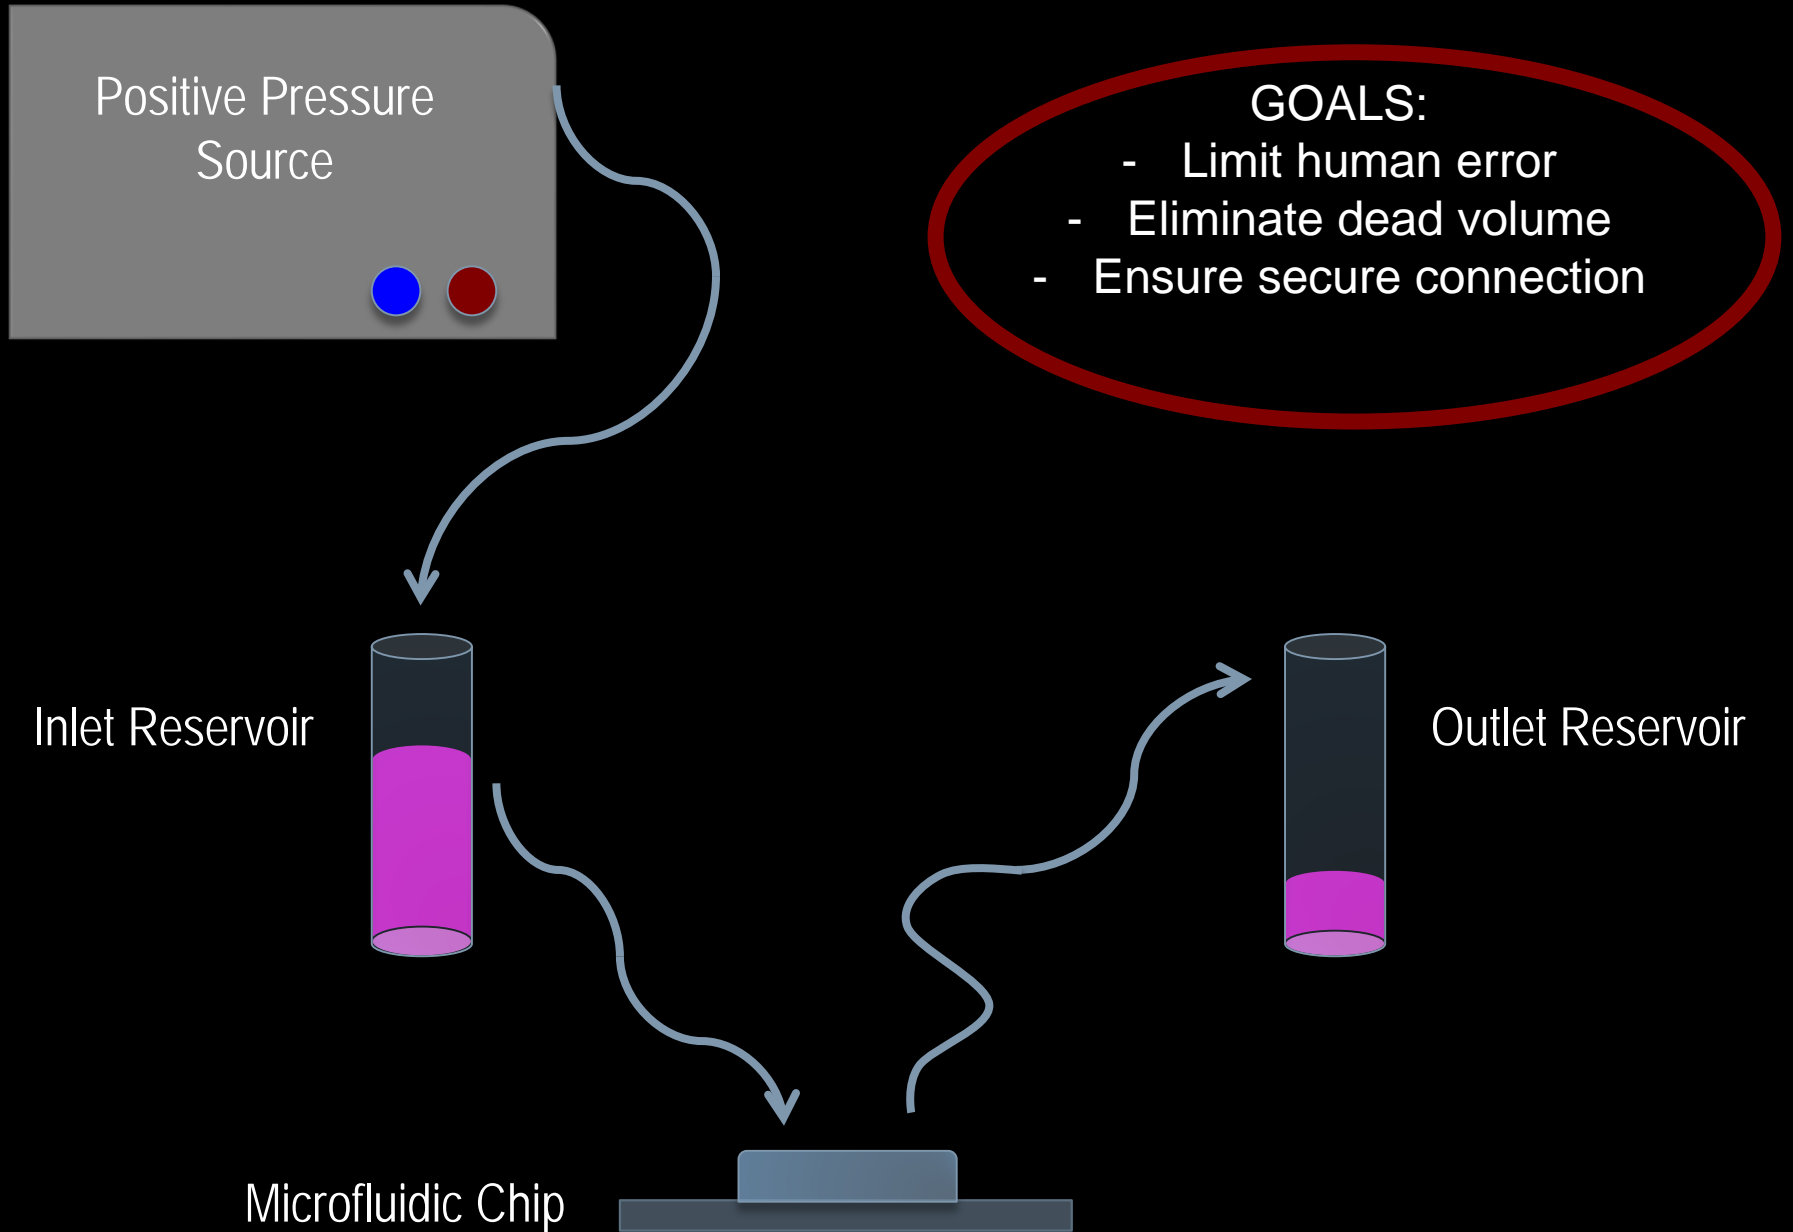 Positive Pressure
Source
GOALS:
- Limit human error
- Eliminate dead volume
- Ensure secure connection
Inlet Reservoir
Outlet Reservoir
Microfluidic Chip